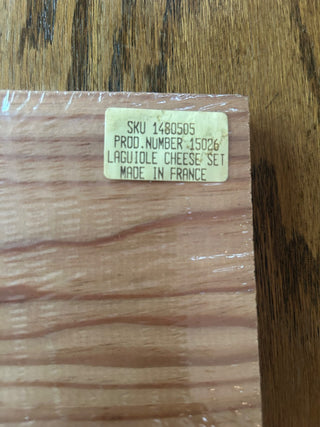 SKU 1480505
PROD.NUMBER 15026
LAGUIOLE CHEESE SET
MADE IN FRANCE